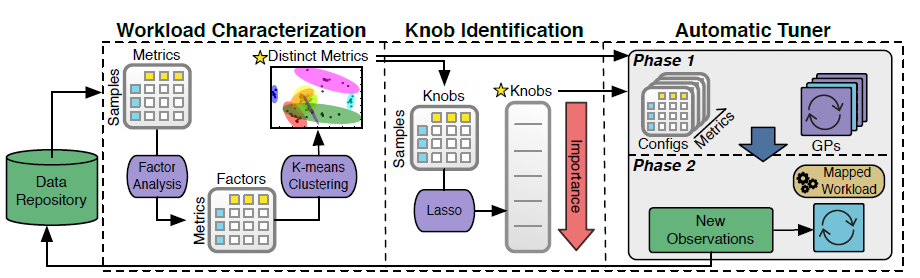 Workload Characterization
Knob Identification
Automatic Tuner
Data
Repository
Metrics
Samples
Factor
Analysis
Factors
Metrics
K-means
Clustering
Distinct Metrics
Knobs
Samples
Lasso
Knobs
Importance
Phase 1
Configs
Metrics
GPs
Phase 2
Mapped
Workload
New
Observations